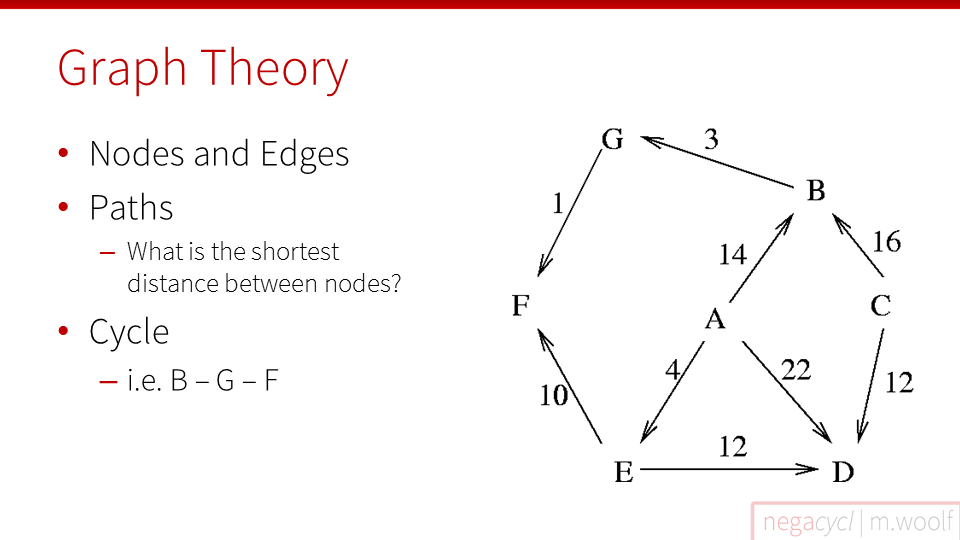 Graph Theory
• Nodes and Edges
• Paths
– What is the shortest
distance between nodes?
• Cycle
– i.e. B – G – F
G
3
B
1
14
16
F
A
C
4
22
10
12
12
E
D
negacycl | m.woolf